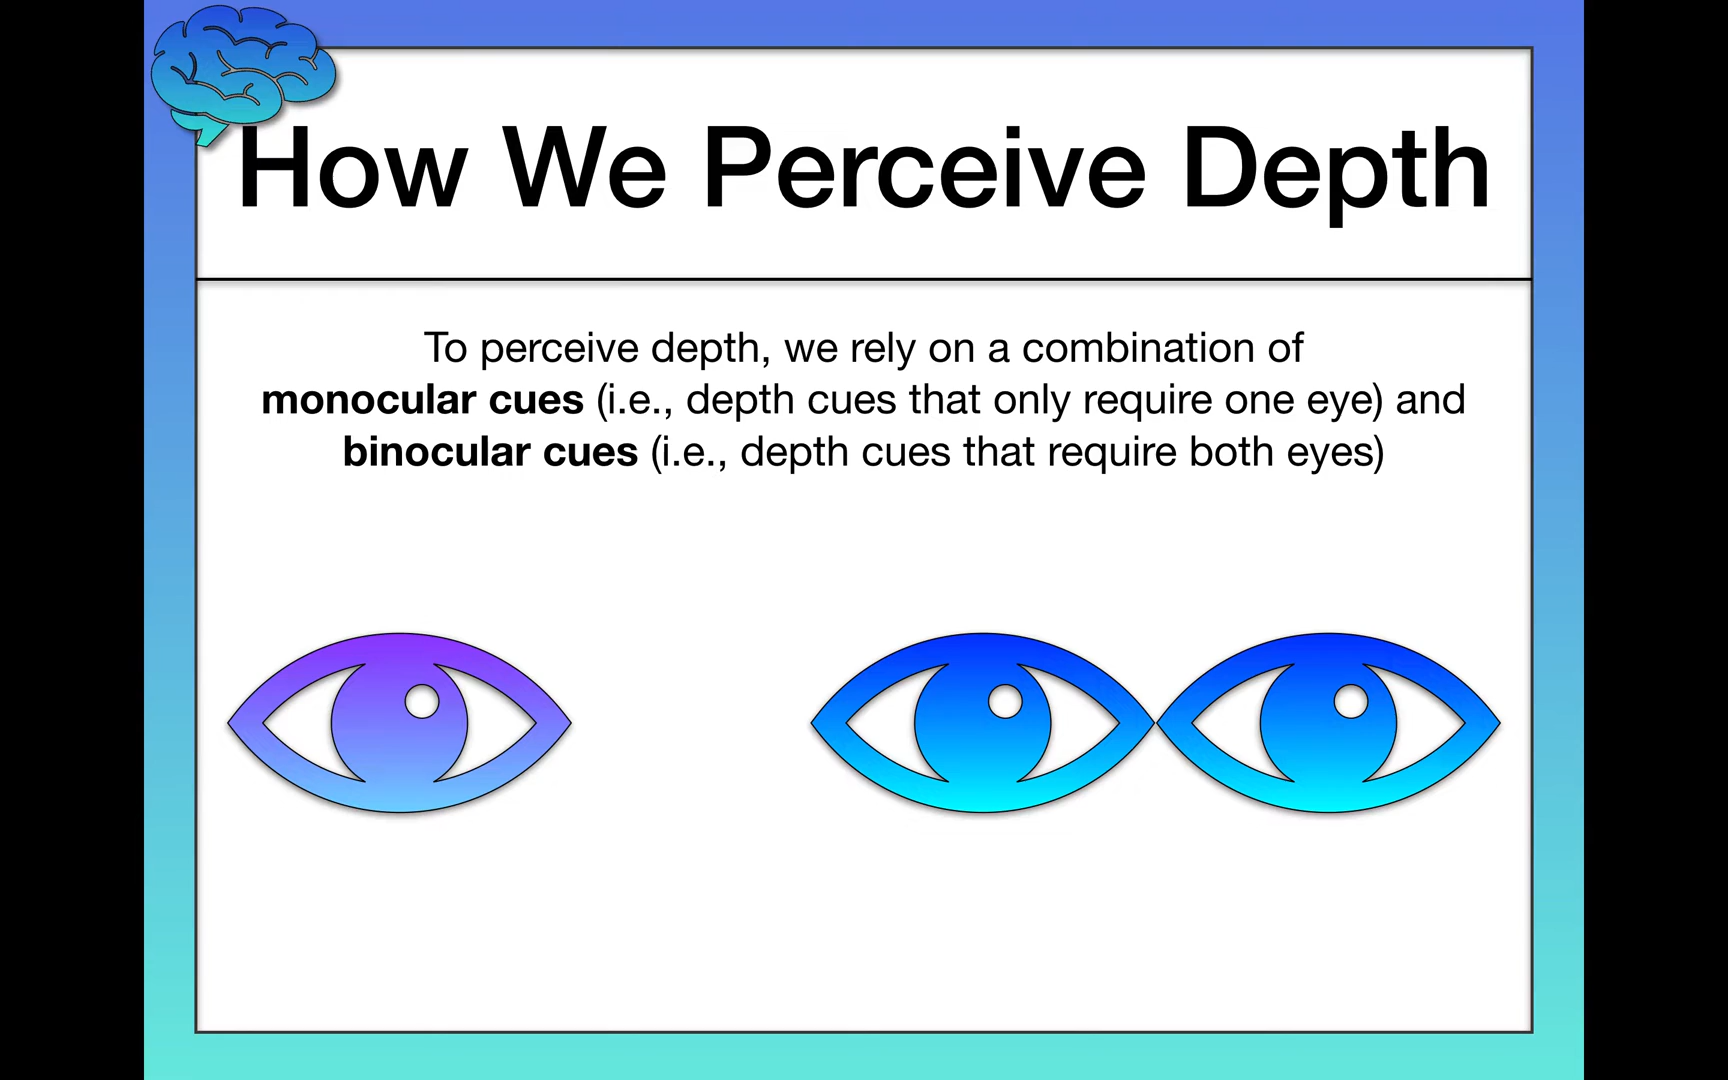 How We Perceive Depth
To perceive depth, we rely on a combination of
monocular cues (i.e., depth cues that only require one eye) and
binocular cues (i.e., depth cues that require both eyes)